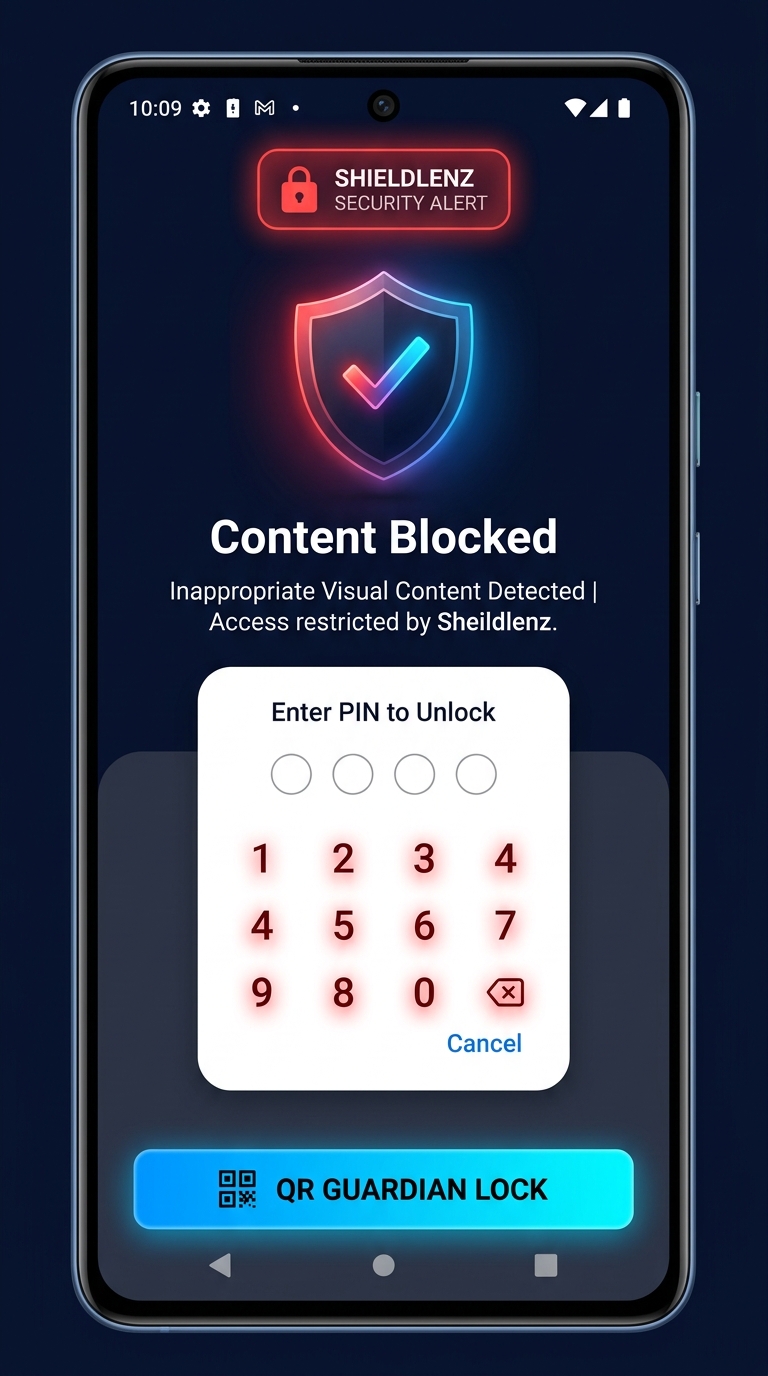 10:09
SHIELDLENZ
SECURITY ALERT
Content Blocked
Inappropriate Visual Content Detected |
Access restricted by Sheildlenz.
Enter PIN to Unlock
1 2 3 4
4 5 6 7
9 8 0
Cancel
QR GUARDIAN LOCK